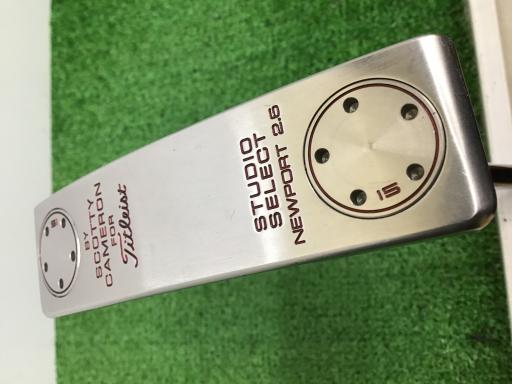 BY
SCOTTY
CAMERON
FOR
Titleist
STUDIO
SELECT
NEWPORT 2.6
15